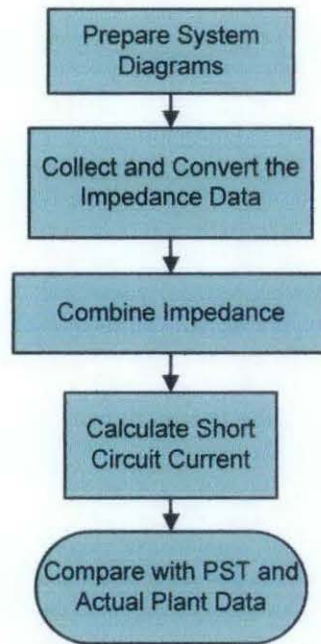 Prepare System
Diagrams
Collect and Convert the
Impedance Data
Combine Impedance
Calculate Short
Circuit Current
Compare with PST and
Actual Plant Data